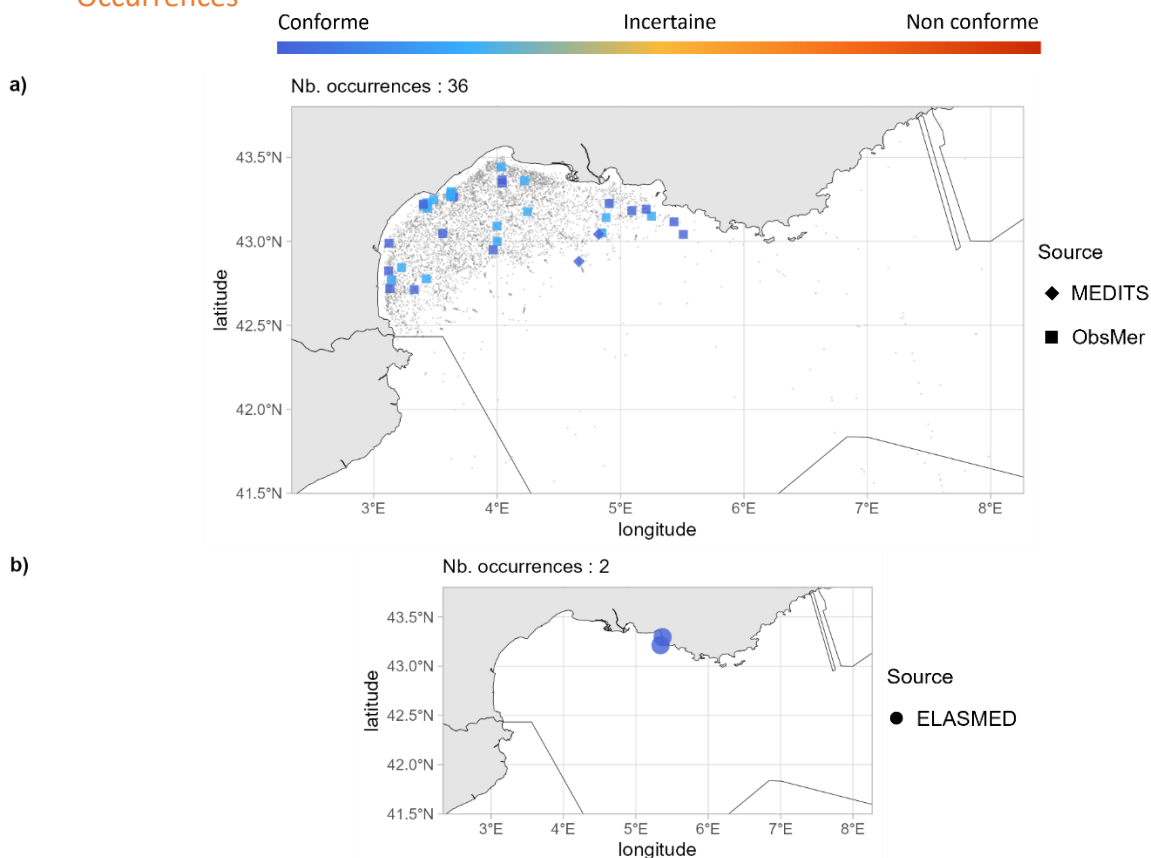 Occurrences
Conforme Incertaine Non conforme
a)
Nb. occurrences : 36
43.5°N
43.0°N
42.5°N
42.0°N
41.5°N
latitude
3°E 4°E 5°E 6°E 7°E 8°E
longitude
Source
MEDITS
ObsMer
b)
Nb. occurrences : 2
43.5°N
43.0°N
42.5°N
42.0°N
41.5°N
latitude
3°E 4°E 5°E 6°E 7°E 8°E
longitude
Source
ELASMED